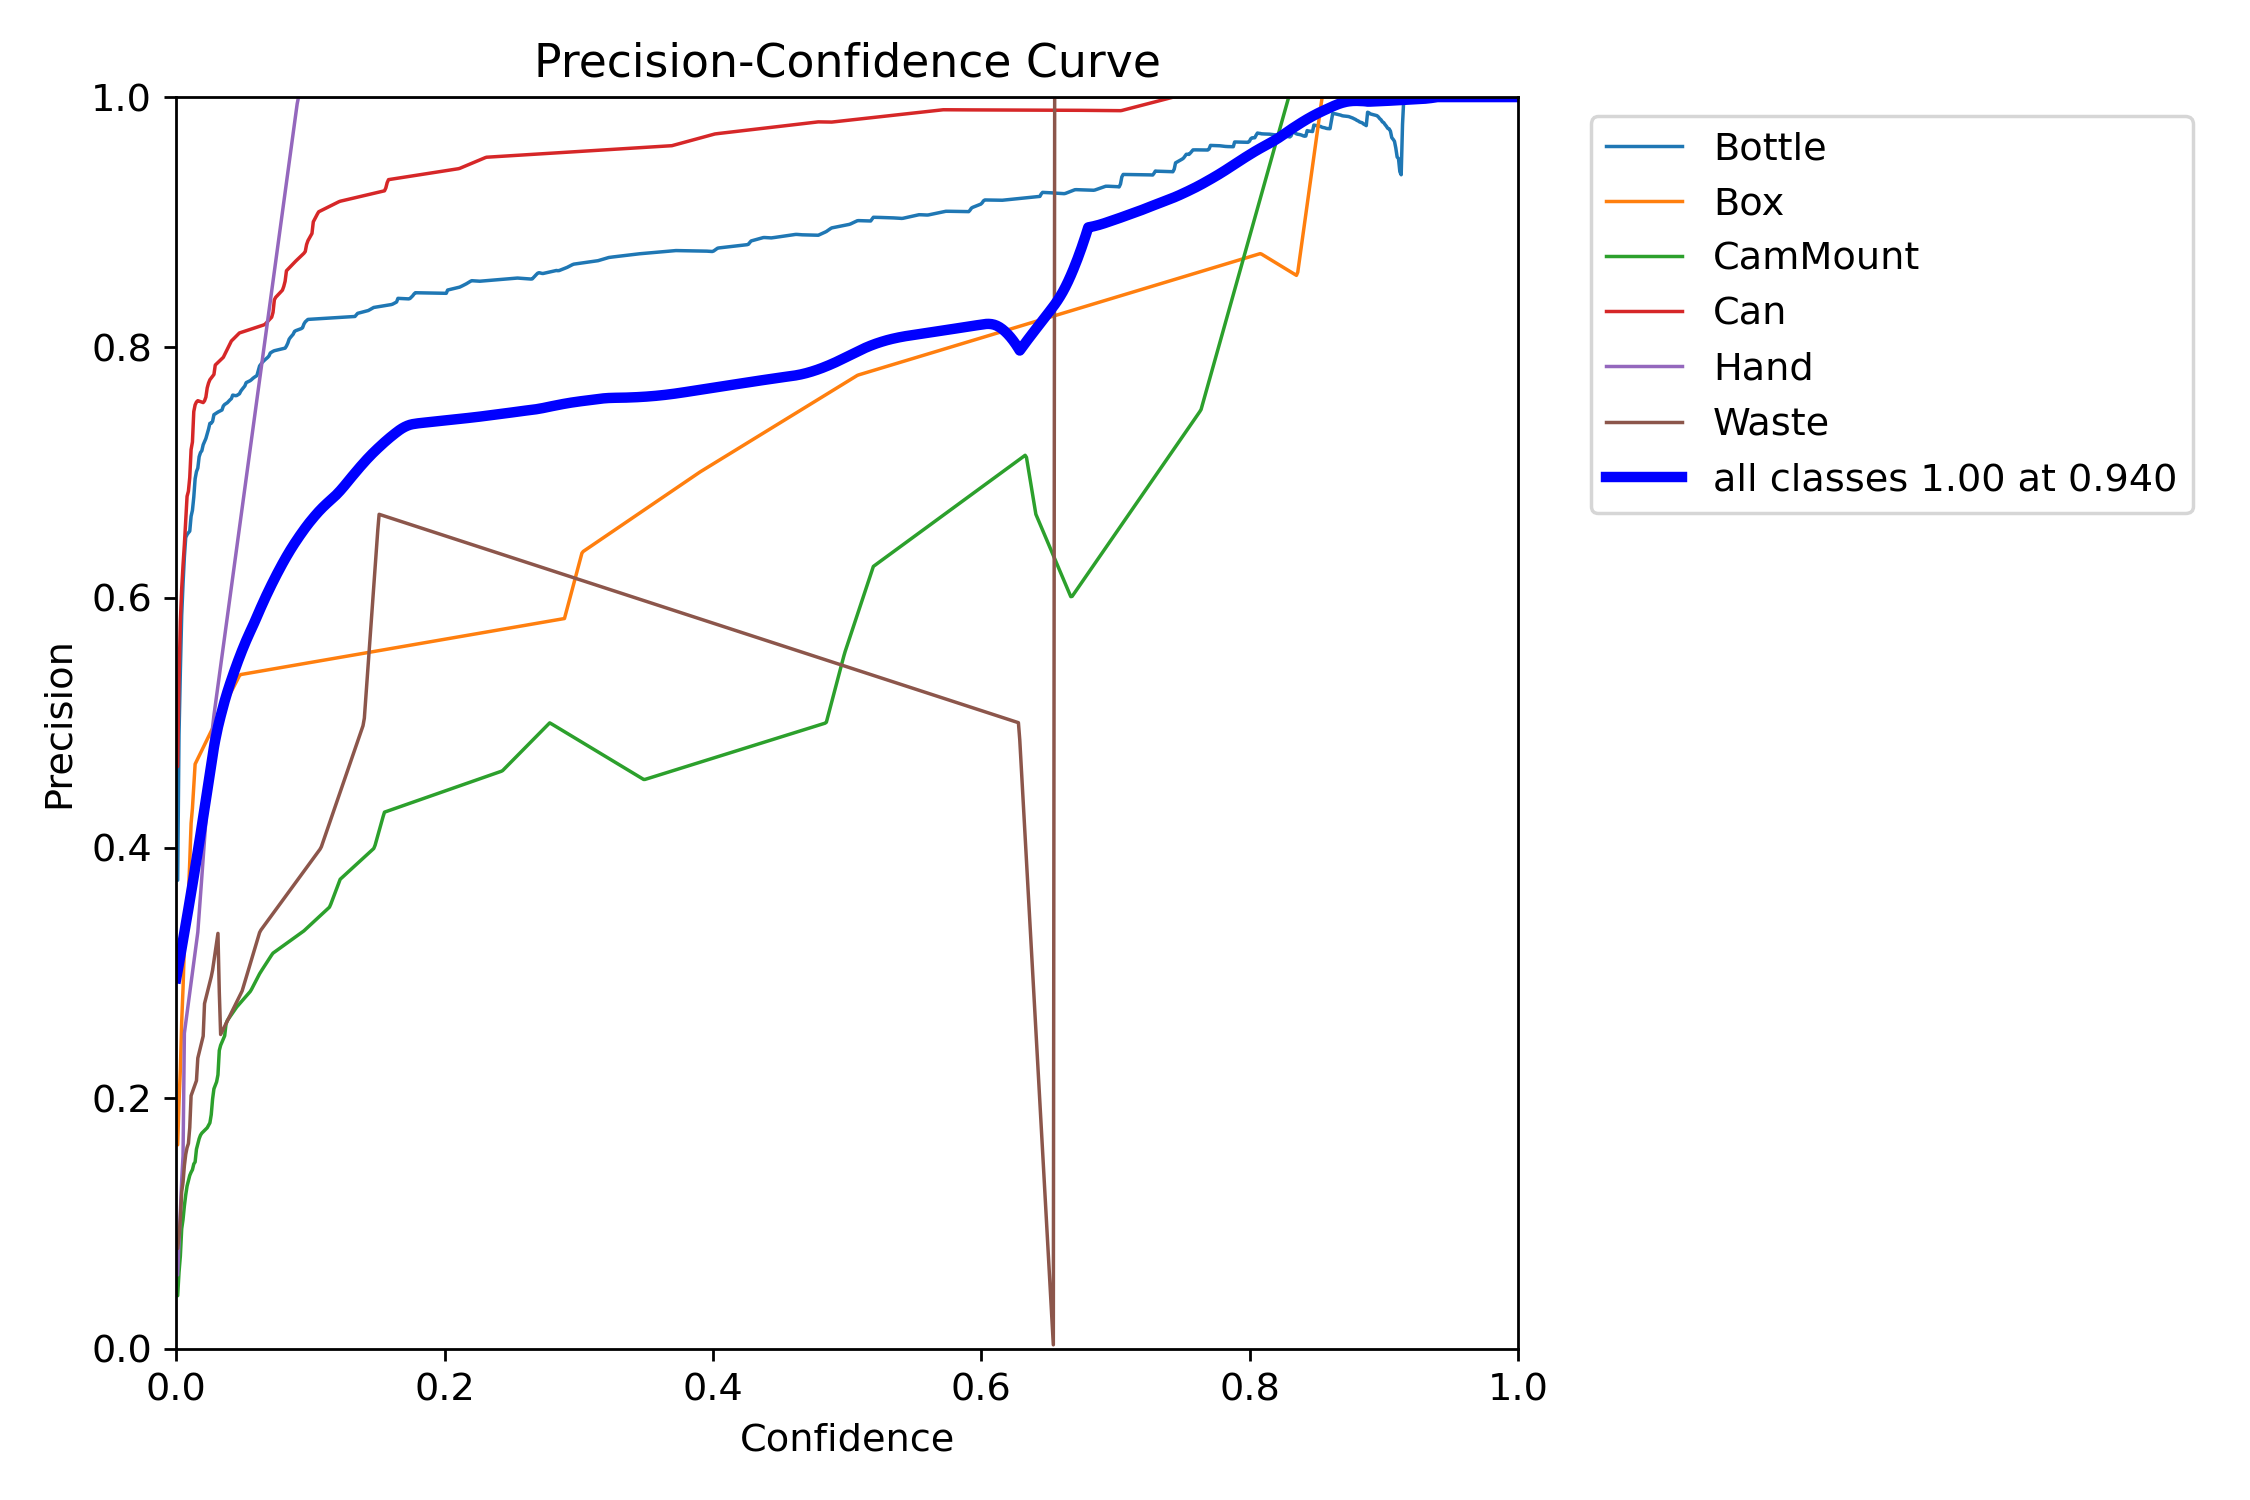 Precision-Confidence Curve
1.0
0.8
0.6
0.4
0.2
0.0
Precision
0.0 0.2 0.4 0.6 0.8 1.0
Confidence
Bottle
Box
CamMount
Can
Hand
Waste
all classes 1.00 at 0.940